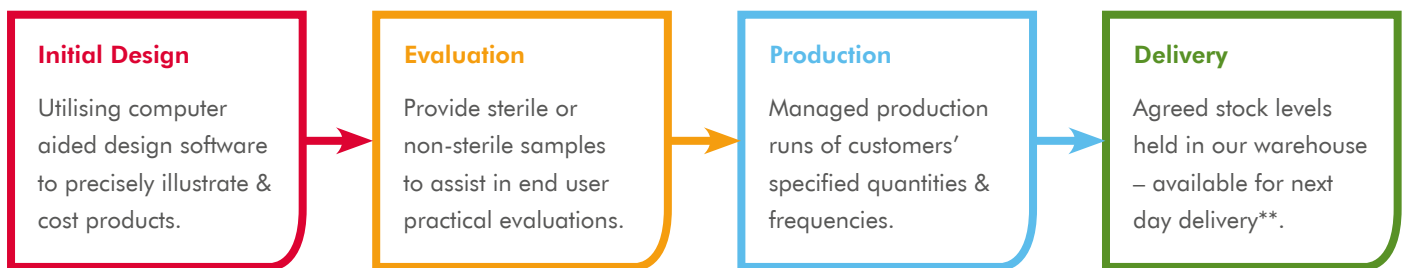 Initial Design
Utilising computer
aided design software
to precisely illustrate &
cost products.
Evaluation
Provide sterile or
non-sterile samples
to assist in end user
practical evaluations.
Production
Managed production
runs of customers’
specified quantities &
frequencies.
Delivery
Agreed stock levels
held in our warehouse
– available for next
day delivery**.